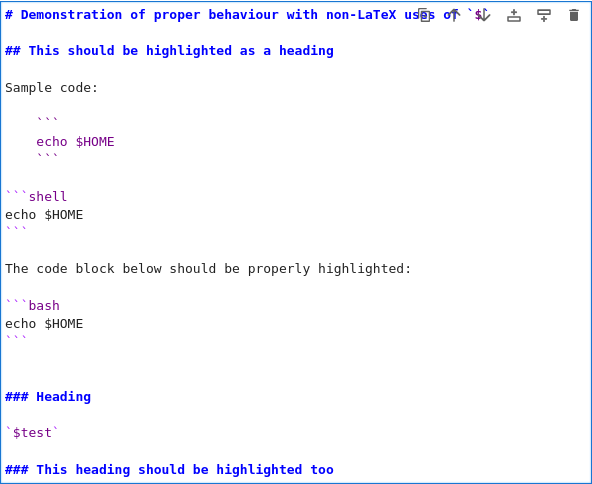 # Demonstration of proper behaviour with non-LaTeX uses of `$`
## This should be highlighted as a heading
Sample code:
    ```
    echo $HOME
    ```
```shell
echo $HOME
```
The code block below should be properly highlighted:
```bash
echo $HOME
```
### Heading
`$test`
### This heading should be highlighted too